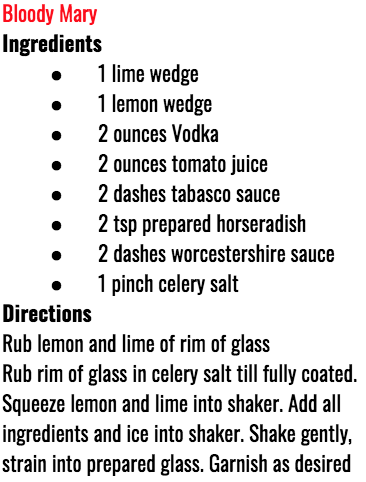 Bloody Mary
Ingredients
● 1 lime wedge
● 1 lemon wedge
● 2 ounces Vodka
● 2 ounces tomato juice
● 2 dashes tabasco sauce
● 2 tsp prepared horseradish
● 2 dashes worcestershire sauce
● 1 pinch celery salt
Directions
Rub lemon and lime of rim of glass
Rub rim of glass in celery salt till fully coated.
Squeeze lemon and lime into shaker. Add all
ingredients and ice into shaker. Shake gently,
strain into prepared glass. Garnish as desired